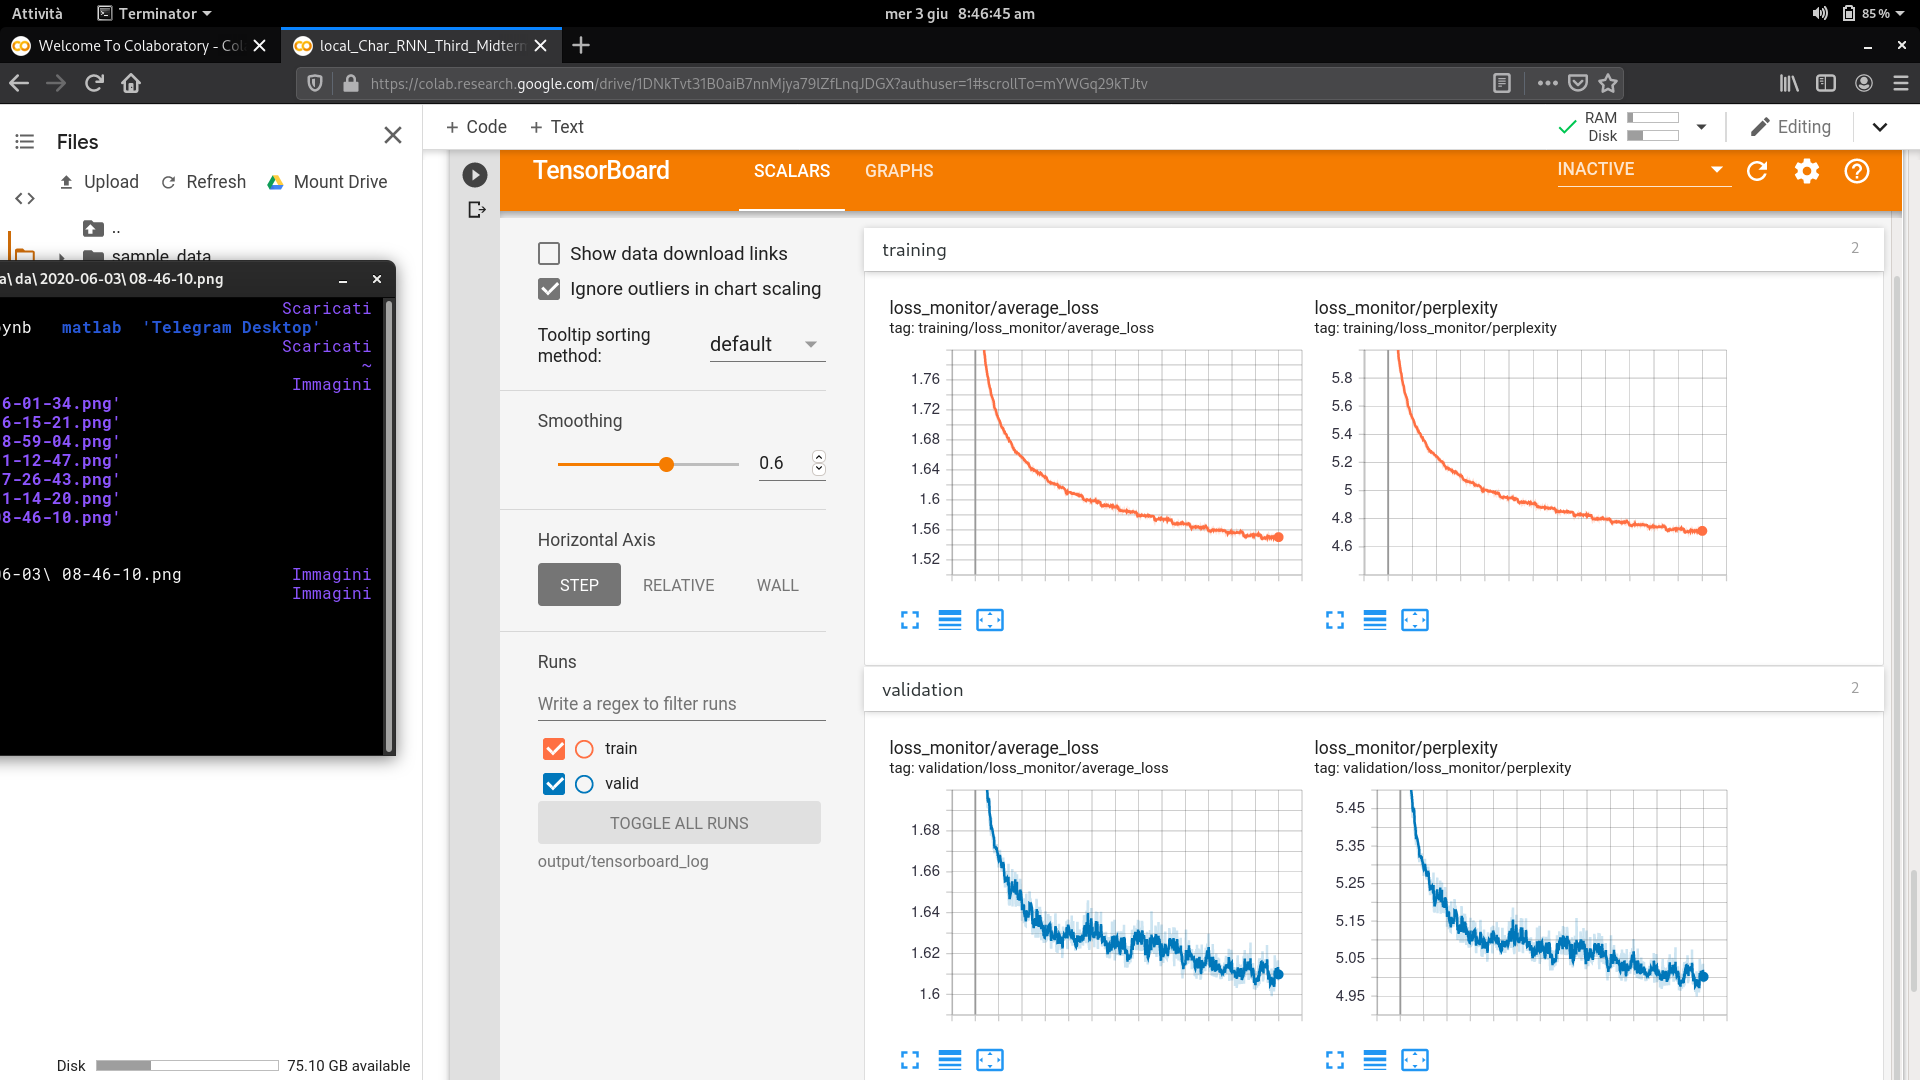 Attività
Terminator
mer 3 giu 8:46:45 am
85 %
Welcome To Colaboratory - Col
local_Char_RNN_Third_Midterm
https://colab.research.google.com/drive/1DNkTvt31B0aiB7nnMjya79lZfLnqJDGX?authuser=1#scrollTo=mYWGq29kTJtv
Files
Upload
Refresh
Mount Drive
..
sample_data
+ Code
+ Text
RAM
Disk
Editing
a\ da\ 2020-06-03\ 08-46-10.png
Scaricati
ynb matlab 'Telegram Desktop'
Scaricati
~
Immagini
6-01-34.png'
6-15-21.png'
8-59-04.png'
1-12-47.png'
7-26-43.png'
1-14-20.png'
08-46-10.png'
06-03\ 08-46-10.png Immagini
Immagini
Disk
75.10 GB available
TensorBoard
SCALARS
GRAPHS
INACTIVE
Show data download links
Ignore outliers in chart scaling
Tooltip sorting
method:
default
Smoothing
0.6
Horizontal Axis
STEP
RELATIVE
WALL
Runs
Write a regex to filter runs
train
valid
TOGGLE ALL RUNS
output/tensorboard_log
training
2
loss_monitor/average_loss
tag: training/loss_monitor/average_loss
1.76
1.72
1.68
1.64
1.6
1.56
1.52
loss_monitor/perplexity
tag: training/loss_monitor/perplexity
5.8
5.6
5.4
5.2
5
4.8
4.6
validation
2
loss_monitor/average_loss
tag: validation/loss_monitor/average_loss
1.68
1.66
1.64
1.62
1.6
loss_monitor/perplexity
tag: validation/loss_monitor/perplexity
5.45
5.35
5.25
5.15
5.05
4.95